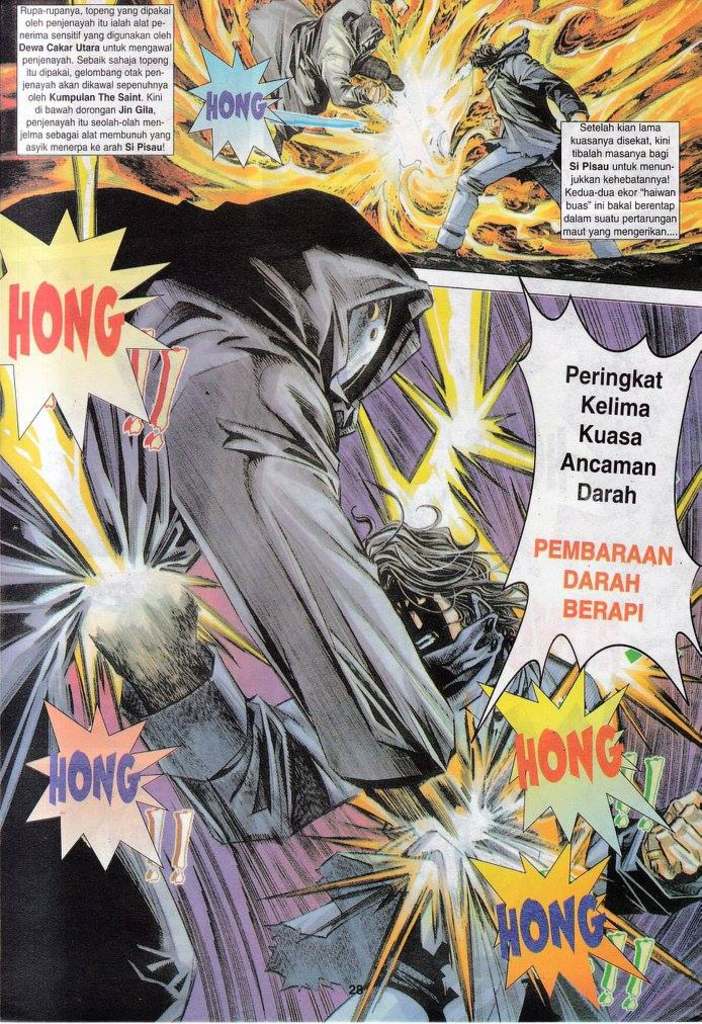 Rupa-rupanya, topeng yang dipakai
oleh penjenayah itu ialah alat pe-
nerima sensitif yang digunakan oleh
Dewa Cakar Utara untuk mengawal
penjenayah. Sebaik sahaja topeng
itu dipakai, gelombang otak pen-
jenayah akan dikawal sepenuhnya
oleh Kumpulan The Saint. Kini
di bawah dorongan Jin Gila,
penjenayah itu seolah-olah men-
jelma sebagai alat membunuh yang
asyik menerpa ke arah Si Pisau!
HONG
Setelah kian lama
kuasanya disekat, kini
tibalah masanya bagi
Si Pisau untuk menun-
jukkan kehebatannya!
Kedua-dua ekor "haiwan
buas" ini bakal berentap
dalam suatu pertarungan
maut yang mengerikan....
HONG!!
Peringkat
Kelima
Kuasa
Ancaman
Darah
PEMBARAAN
DARAH
BERAPI
HONG!!
HONG!!
HONG!!
28